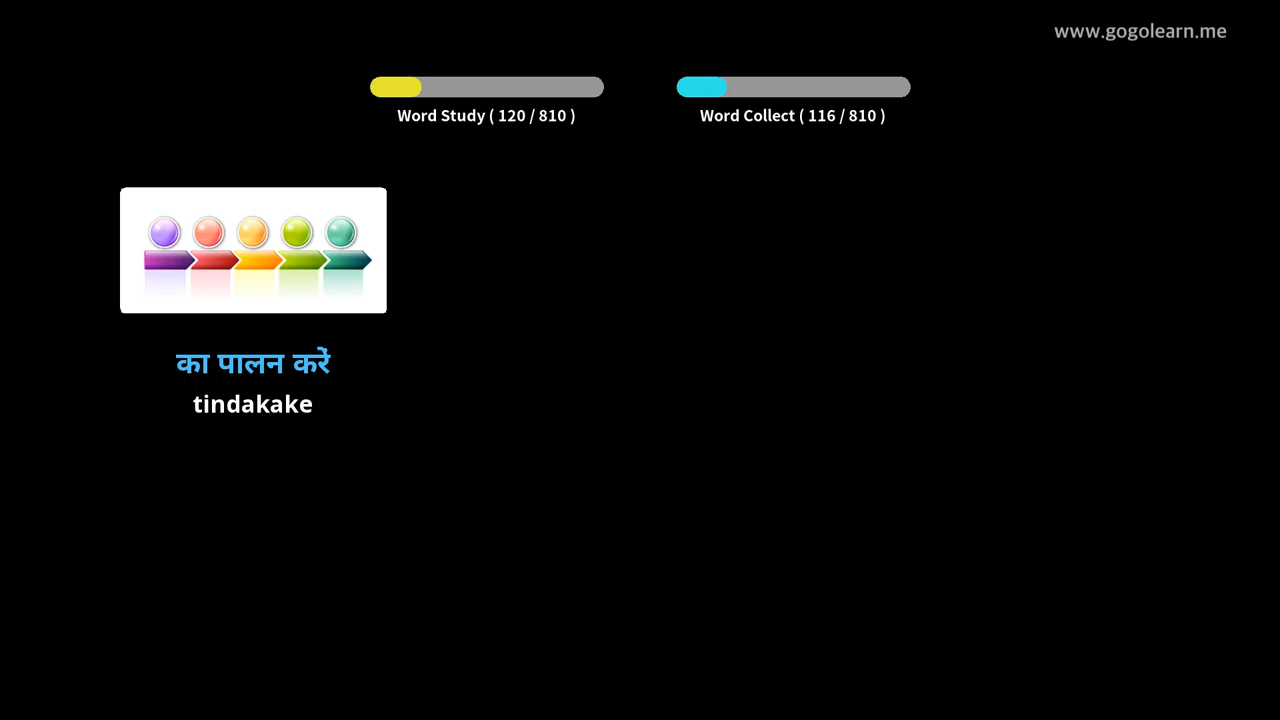 www.gogolearn.me
Word Study ( 120 / 810 )
Word Collect ( 116 / 810 )
का पालन करें
tindakake